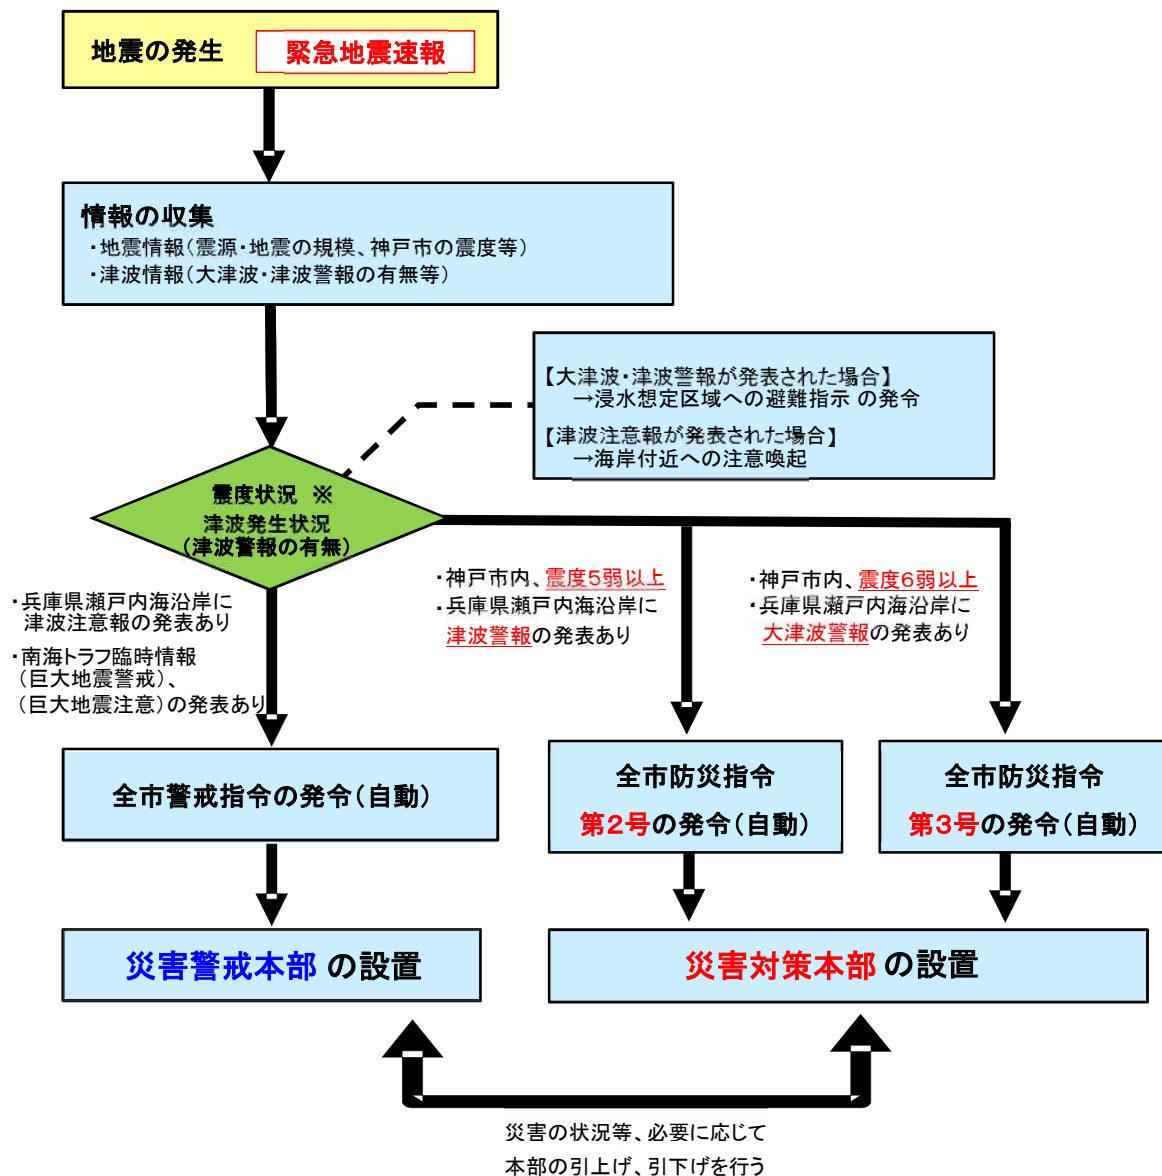 地震の発生 緊急地震速報
情報の収集
・地震情報(震源・地震の規模、神戸市の震度等)
・津波情報(大津波・津波警報の有無等)
【大津波・津波警報が発表された場合】
→浸水想定区域への避難指示 の発令
【津波注意報が発表された場合】
→海岸付近への注意喚起
震度状況 ※
津波発生状況
(津波警報の有無)
・兵庫県瀬戸内海沿岸に
津波注意報の発表あり
・南海トラフ臨時情報
(巨大地震警戒)、
(巨大地震注意)の発表あり
・神戸市内、震度5弱以上
・兵庫県瀬戸内海沿岸に
津波警報の発表あり
・神戸市内、震度6弱以上
・兵庫県瀬戸内海沿岸に
大津波警報の発表あり
全市警戒指令の発令(自動)
全市防災指令
第2号の発令(自動)
全市防災指令
第3号の発令(自動)
災害警戒本部 の設置
災害対策本部 の設置
災害の状況等、必要に応じて
本部の引上げ、引下げを行う